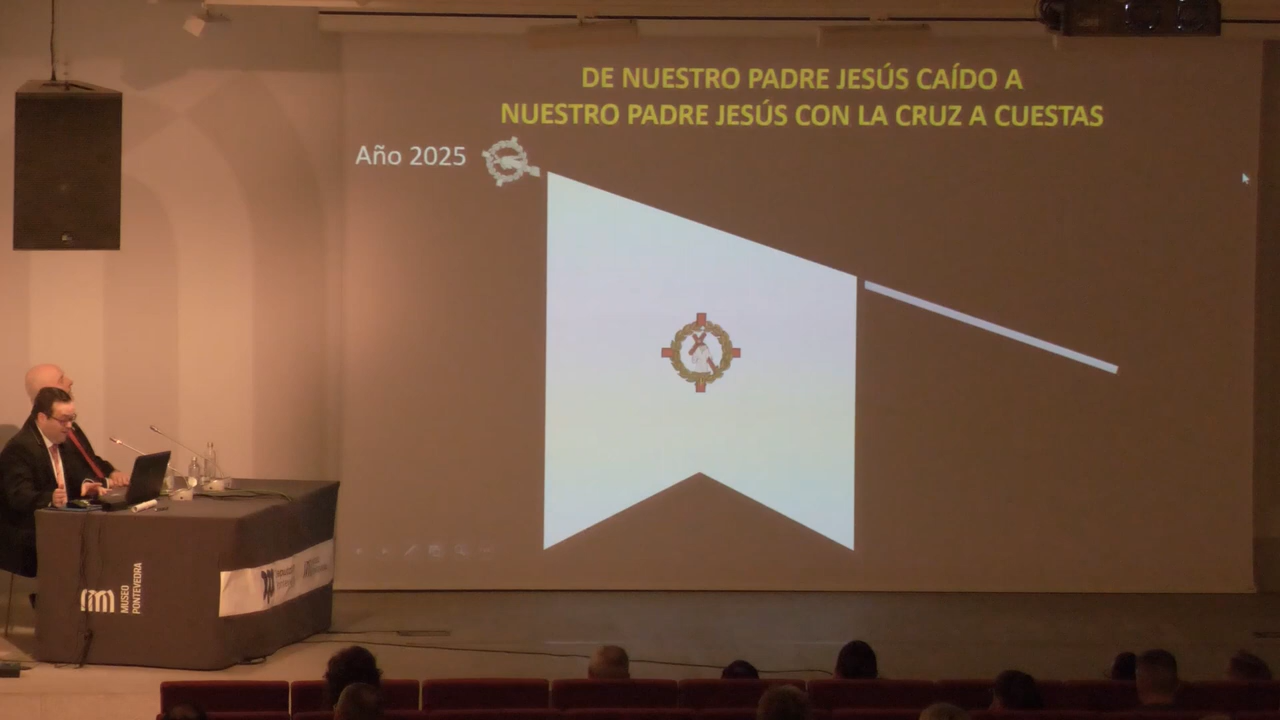 DE NUESTRO PADRE JESÚS CAÍDO A
NUESTRO PADRE JESÚS CON LA CRUZ A CUESTAS
Año 2025
MUSEO
PONTEVEDRA